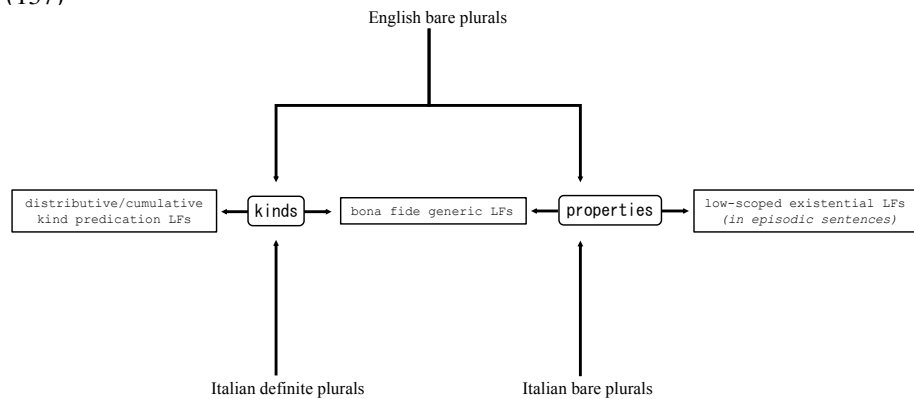 (137)
English bare plurals
distributive/cumulative
kind predication LFs
kinds
bona fide generic LFs
properties
low-scoped existential LFs
(in episodic sentences)
Italian definite plurals
Italian bare plurals